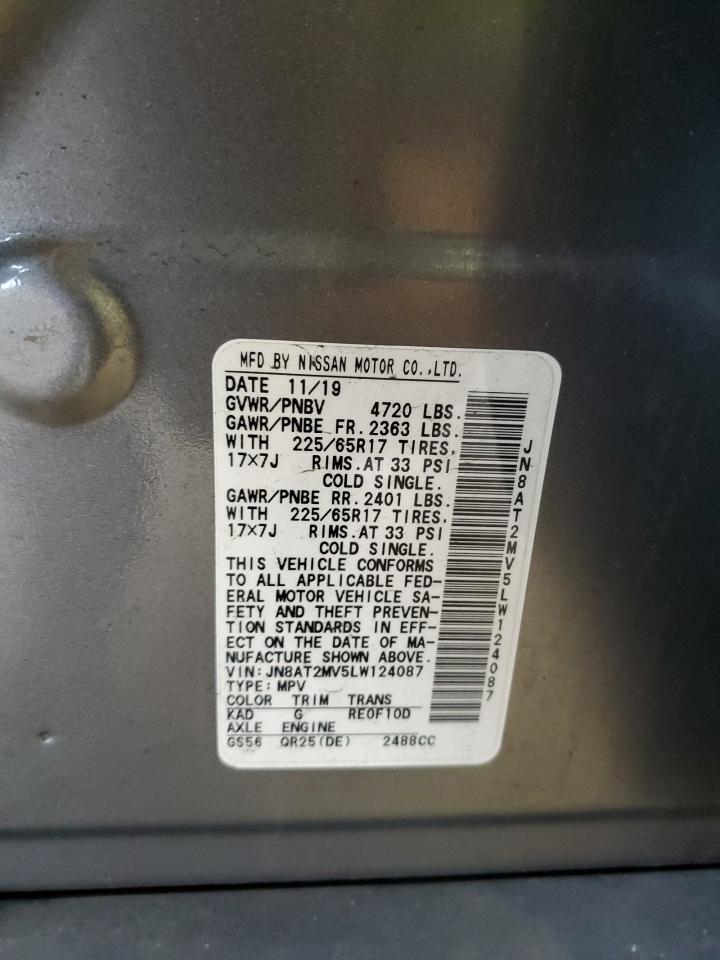 MFD BY NISSAN MOTOR CO.,LTD.
DATE 11/19
GVWR/PNBV 4720 LBS.
GAWR/PNBE FR. 2363 LBS.
WITH 225/65R17 TIRES,
17×7J RIMS.AT 33 PSI
COLD SINGLE.
GAWR/PNBE RR. 2401 LBS.
WITH 225/65R17 TIRES,
17×7J RIMS.AT 33 PSI
COLD SINGLE.
THIS VEHICLE CONFORMS
TO ALL APPLICABLE FED-
ERAL MOTOR VEHICLE SA-
FETY AND THEFT PREVEN-
TION STANDARDS IN EFF-
ECT ON THE DATE OF MA-
NUFACTURE SHOWN ABOVE.
VIN:JN8AT2MV5LW124087
TYPE:MPV
COLOR TRIM TRANS
KAD G RE0F10D
AXLE ENGINE
GS56 QR25(DE) 2488CC
JN8AT2MV5LW124087